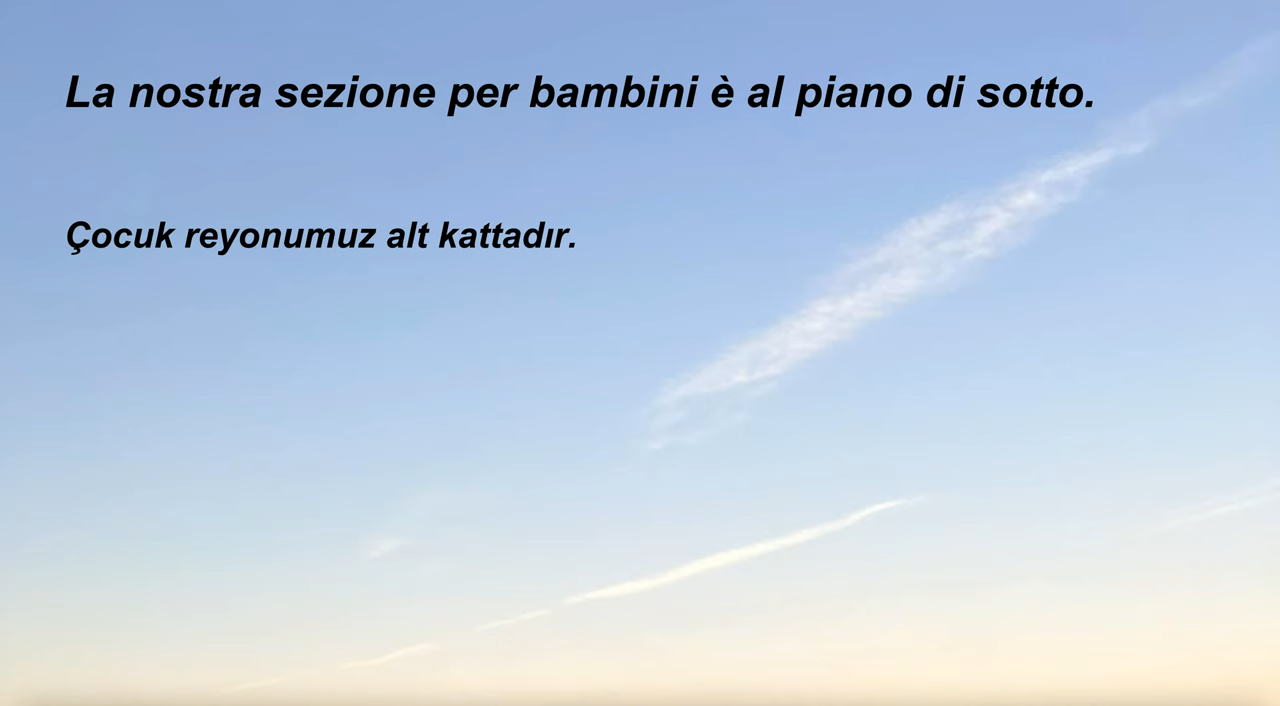 La nostra sezione per bambini è al piano di sotto.
Çocuk reyonumuz alt kattadır.